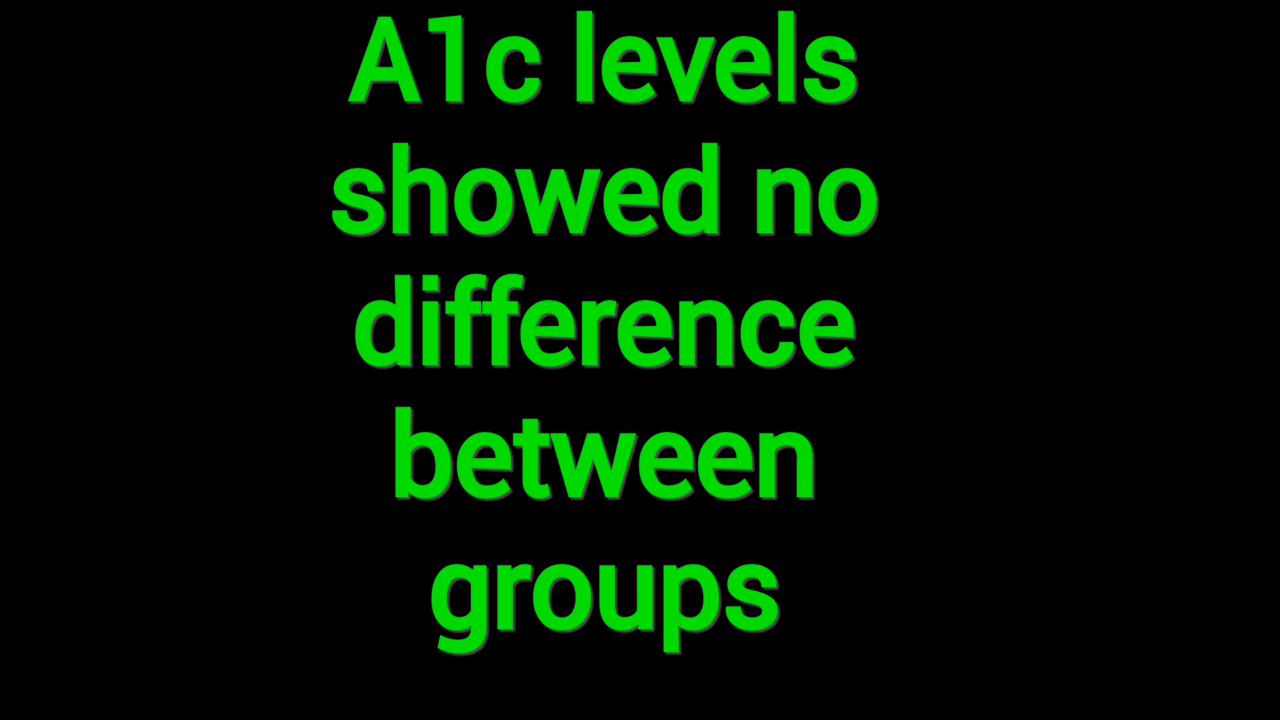 A1c levels
showed no
difference
between
groups